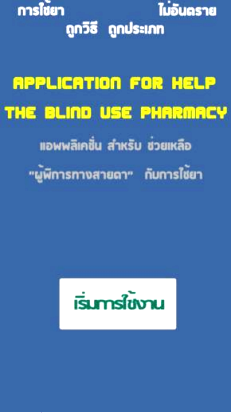 การใช้ยา ไม่อันตราย
ถูกวิธี ถูกประเภท
APPLICATION FOR HELP
THE BLIND USE PHARMACY
แอพพลิเคชั่น สำหรับ ช่วยเหลือ
"ผู้พิการทางสายตา" กับการใช้ยา
เริ่มการใช้งาน